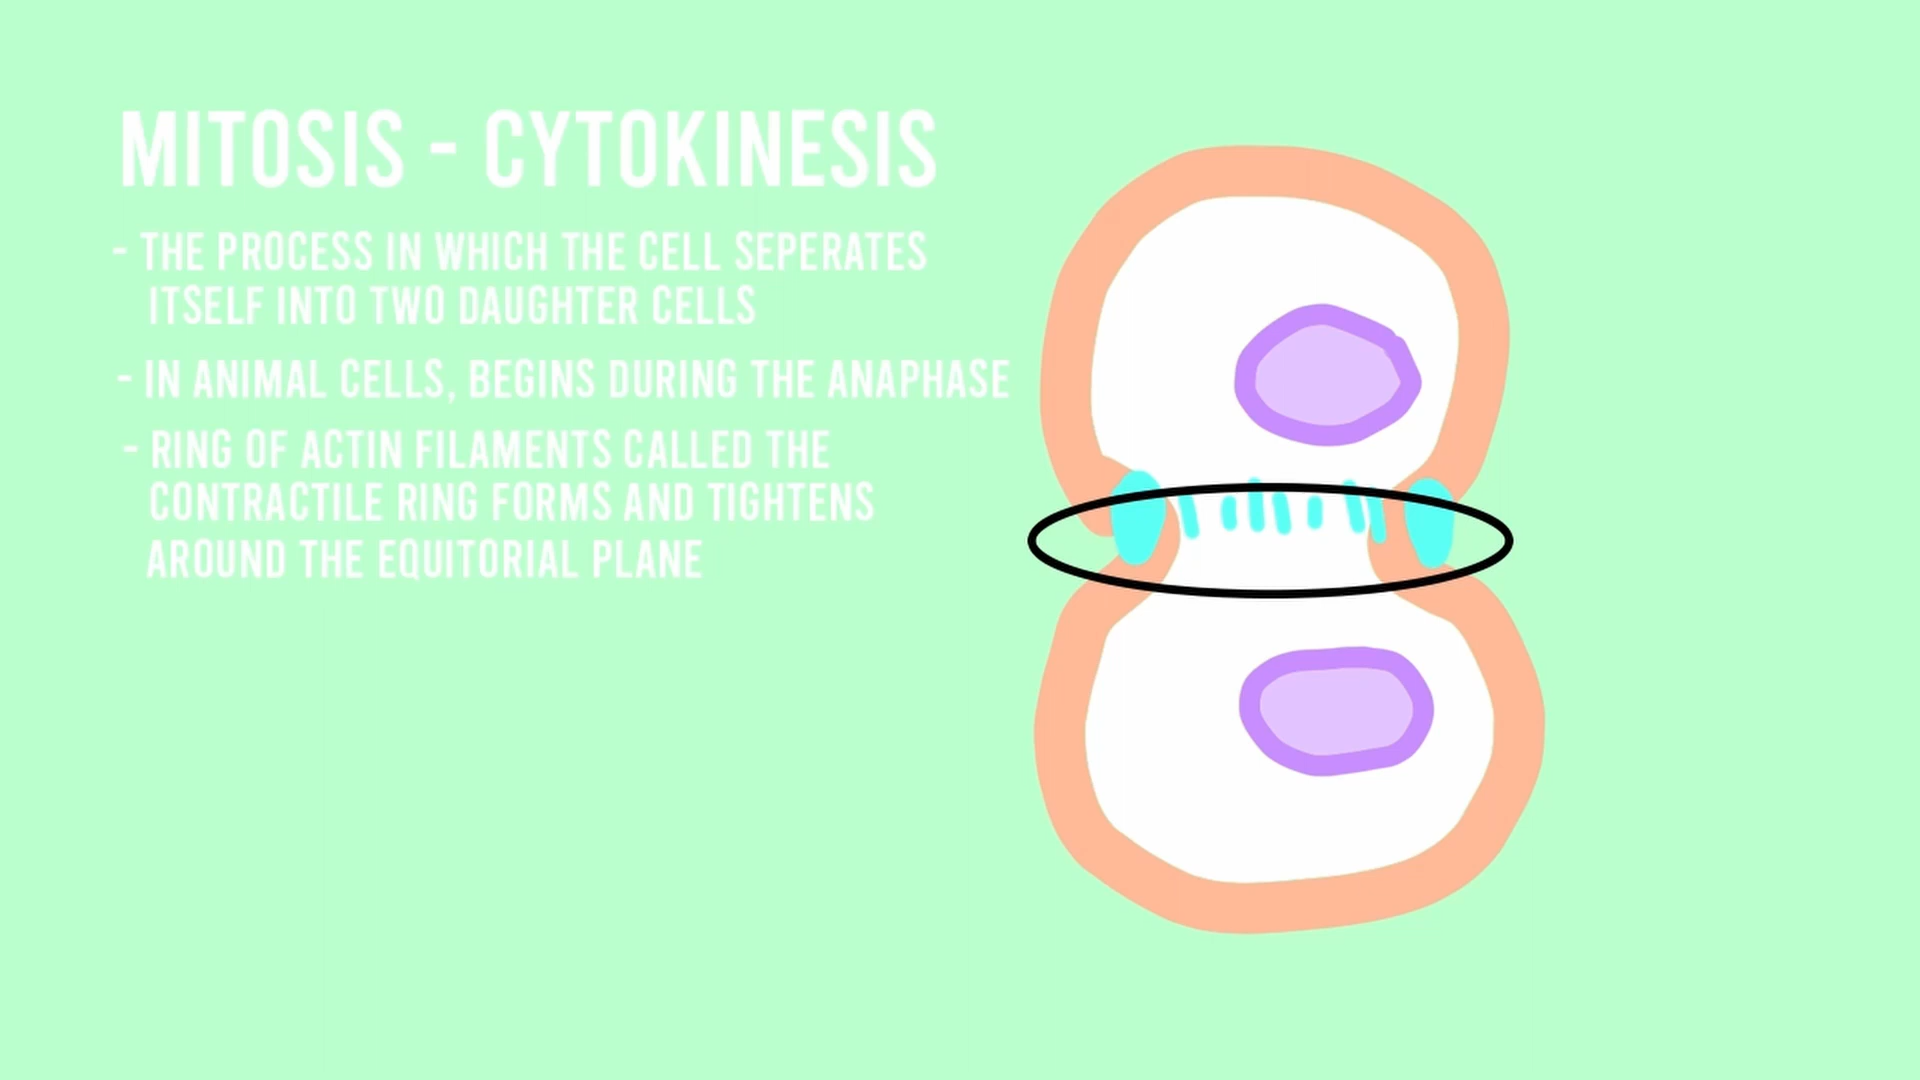 MITOSIS - CYTOKINESIS
- THE PROCESS IN WHICH THE CELL SEPERATES
ITSELF INTO TWO DAUGHTER CELLS
- IN ANIMAL CELLS, BEGINS DURING THE ANAPHASE
- RING OF ACTIN FILAMENTS CALLED THE
CONTRACTILE RING FORMS AND TIGHTENS
AROUND THE EQUITORIAL PLANE